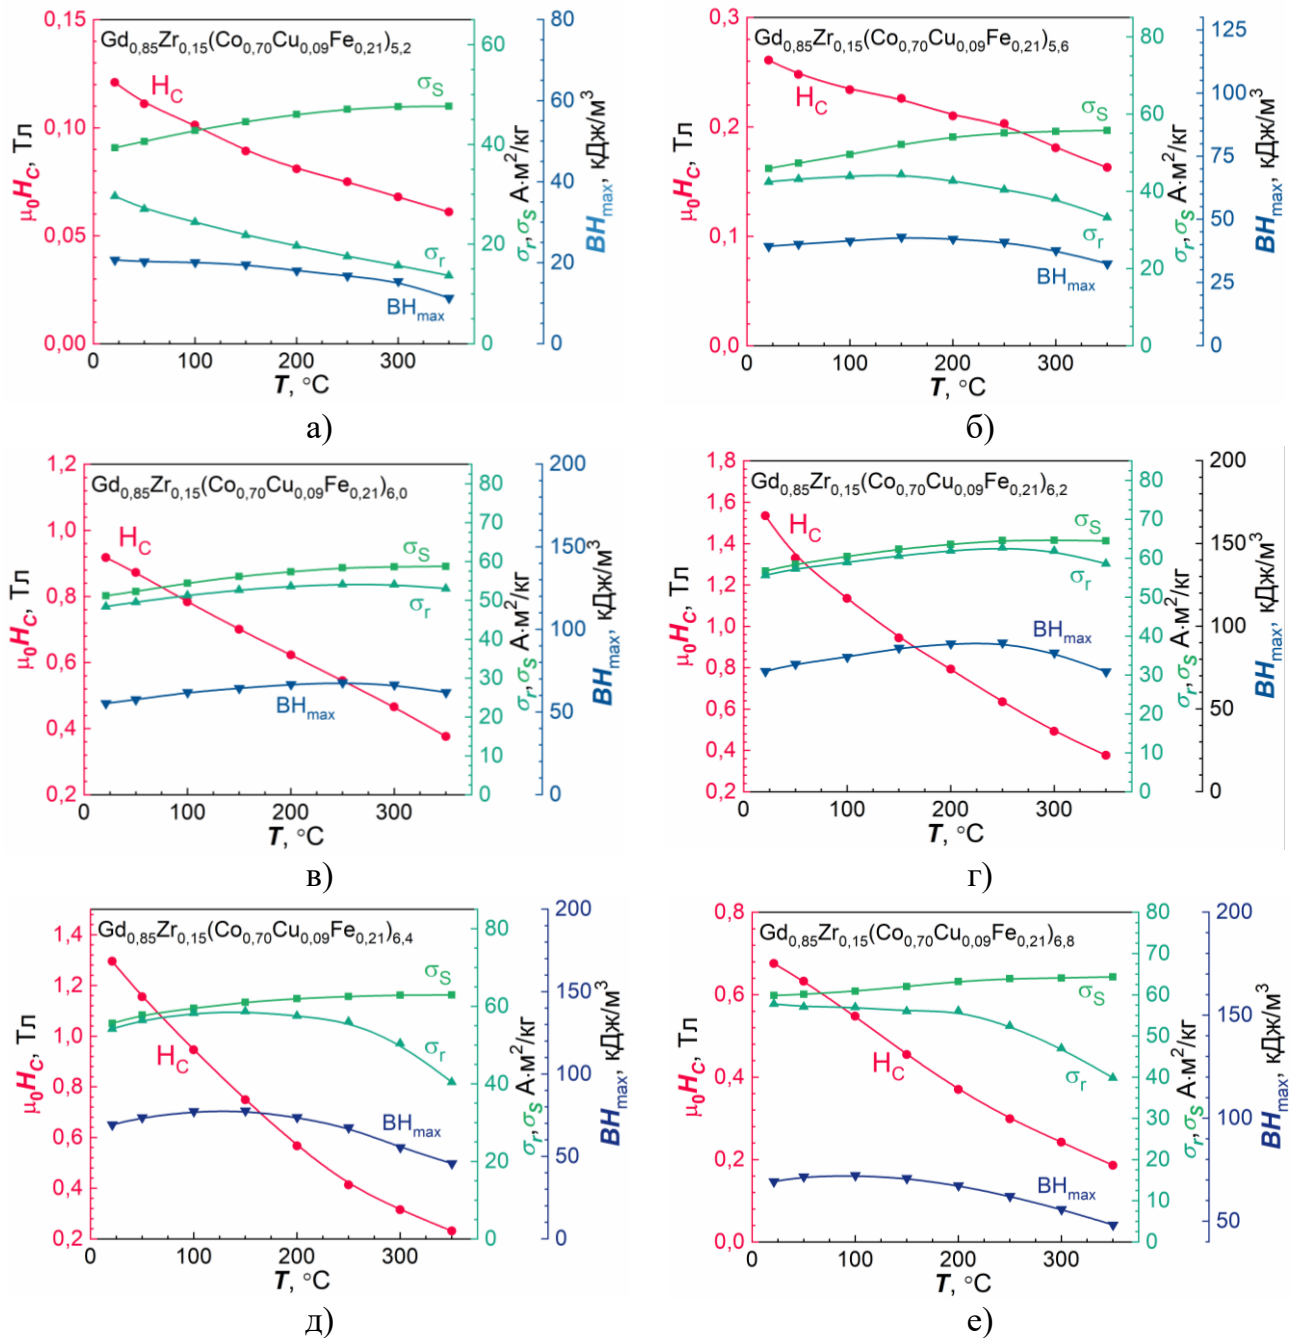 Gd0,85Zr0,15(Co0,70Cu0,09Fe0,21)5,2
HC
σS
σr
BHmax
μ0HC, Тл
0,15
0,10
0,05
0,00
60
40
20
0
σr,σS А·м2/кг
80
60
40
20
0
BHmax, кДж/м3
0 100 200 300
T, °C
а)
Gd0,85Zr0,15(Co0,70Cu0,09Fe0,21)5,6
HC
σS
σr
BHmax
μ0HC, Тл
0,3
0,2
0,1
0,0
80
60
40
20
0
σr,σS А·м2/кг
125
100
75
50
25
0
BHmax, кДж/м3
0 100 200 300
T, °C
б)
Gd0,85Zr0,15(Co0,70Cu0,09Fe0,21)6,0
HC
σS
σr
BHmax
μ0HC, Тл
1,2
1,0
0,8
0,6
0,4
0,2
80
70
60
50
40
30
20
10
0
σr,σS А·м2/кг
200
150
100
50
0
BHmax, кДж/м3
0 100 200 300
T, °C
в)
Gd0,85Zr0,15(Co0,70Cu0,09Fe0,21)6,2
HC
σS
σr
BHmax
μ0HC, Тл
1,8
1,6
1,4
1,2
1,0
0,8
0,6
0,4
0,2
80
70
60
50
40
30
20
10
0
σr,σS А·м2/кг
200
150
100
50
0
BHmax, кДж/м3
0 100 200 300
T, °C
г)
Gd0,85Zr0,15(Co0,70Cu0,09Fe0,21)6,4
HC
σS
σr
BHmax
μ0HC, Тл
1,4
1,2
1,0
0,8
0,6
0,4
0,2
80
60
40
20
0
σr,σS А·м2/кг
200
150
100
50
0
BHmax, кДж/м3
0 100 200 300
T, °C
д)
Gd0,85Zr0,15(Co0,70Cu0,09Fe0,21)6,8
HC
σS
σr
BHmax
μ0HC, Тл
0,8
0,6
0,4
0,2
0,0
80
70
60
50
40
30
20
10
0
σr,σS А·м2/кг
200
150
100
50
BHmax, кДж/м3
0 100 200 300
T, °C
е)